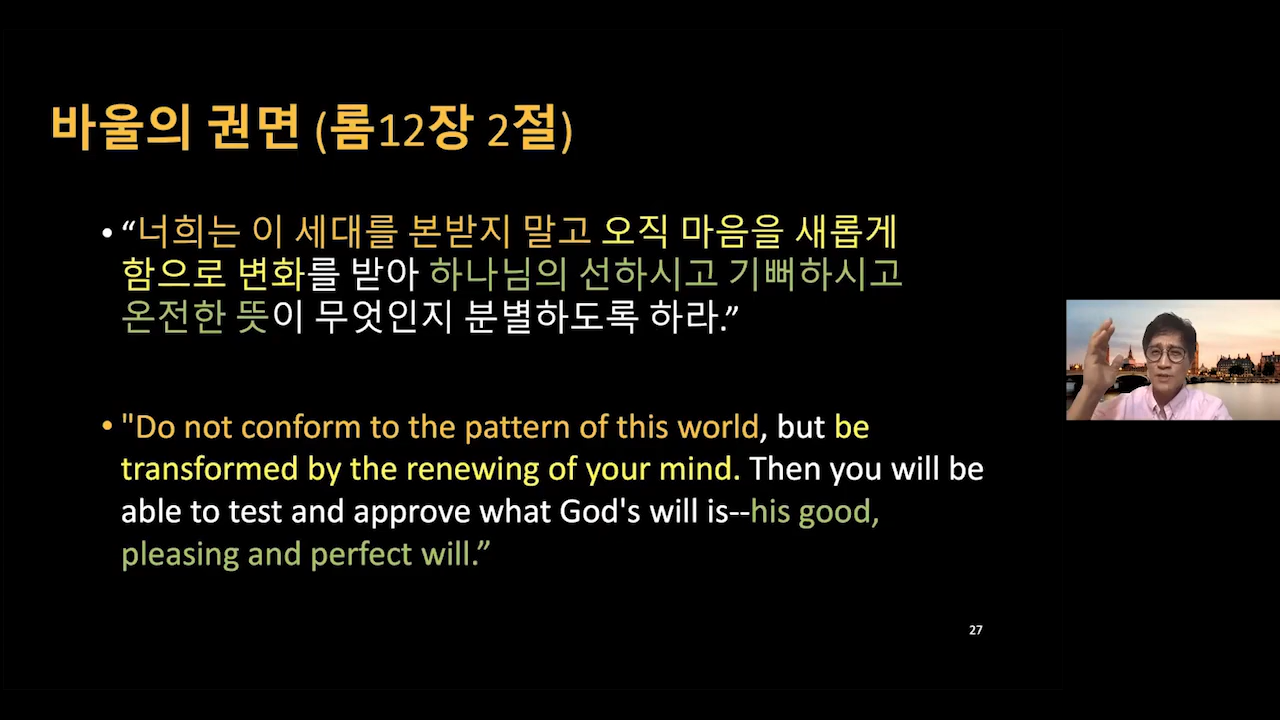 바울의 권면 (롬12장 2절)
• “너희는 이 세대를 본받지 말고 오직 마음을 새롭게
함으로 변화를 받아 하나님의 선하시고 기뻐하시고
온전한 뜻이 무엇인지 분별하도록 하라.”
• "Do not conform to the pattern of this world, but be
transformed by the renewing of your mind. Then you will be
able to test and approve what God's will is--his good,
pleasing and perfect will.”
27